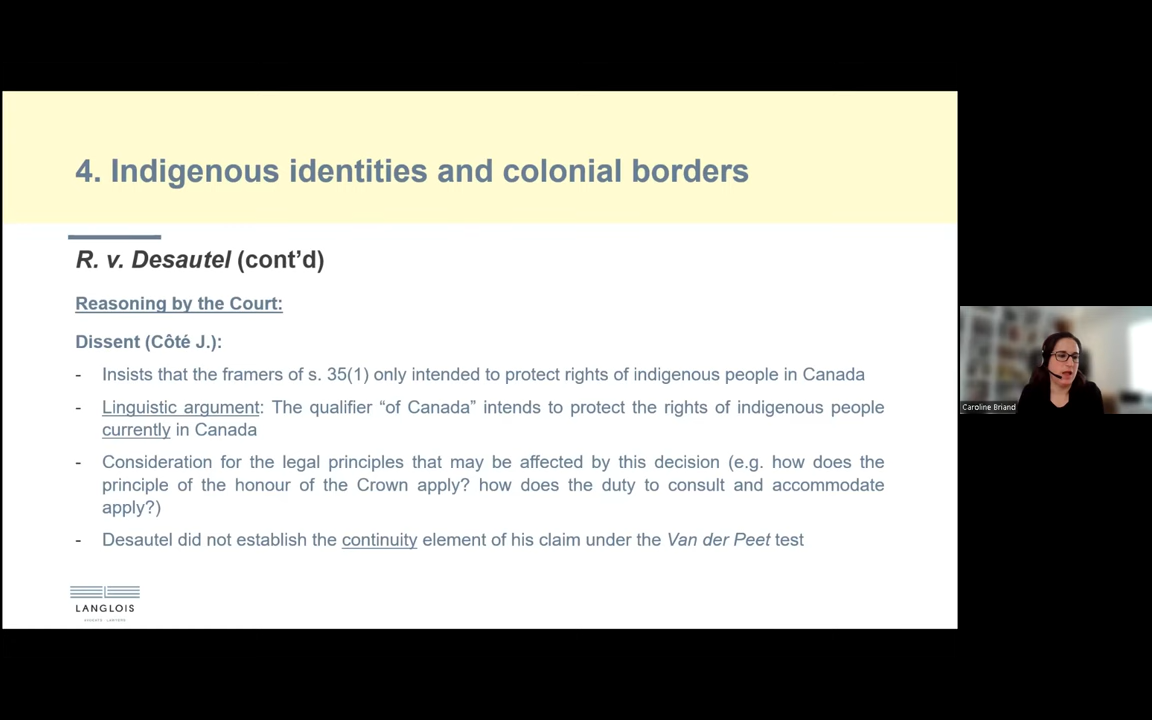 4. Indigenous identities and colonial borders
R. v. Desautel (cont’d)
Reasoning by the Court:
Dissent (Côté J.):
- Insists that the framers of s. 35(1) only intended to protect rights of indigenous people in Canada
- Linguistic argument: The qualifier “of Canada” intends to protect the rights of indigenous people
currently in Canada
- Consideration for the legal principles that may be affected by this decision (e.g. how does the
principle of the honour of the Crown apply? how does the duty to consult and accommodate
apply?)
- Desautel did not establish the continuity element of his claim under the Van der Peet test
Caroline Briand
LANGLOIS